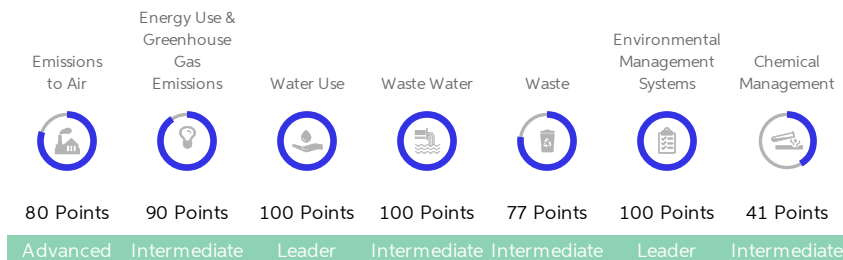 Energy Use &
Greenhouse
Gas
Emissions
Emissions
to Air
Water Use
Waste Water
Waste
Environmental
Management
Systems
Chemical
Management
80 Points
90 Points
100 Points
100 Points
77 Points
100 Points
41 Points
Advanced
Intermediate
Leader
Intermediate
Intermediate
Leader
Intermediate